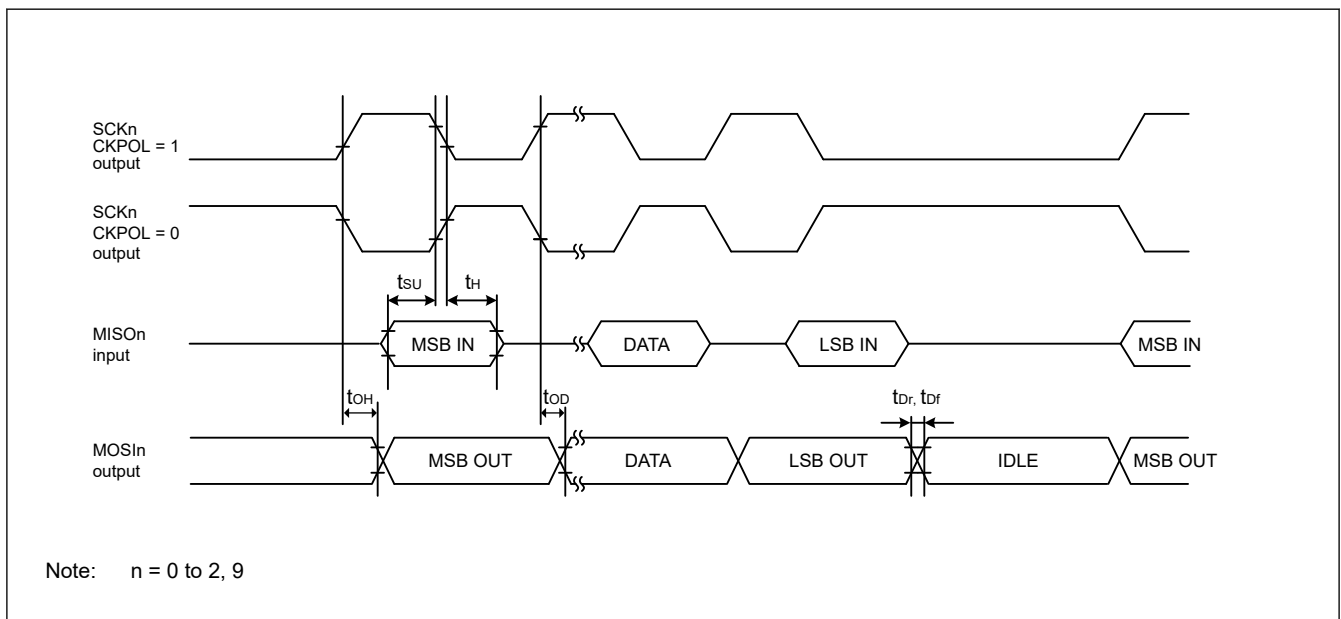 SCKn
CKPOL = 1
output
SCKn
CKPOL = 0
output
tSU
tH
MISOn
input
MSB IN
DATA
LSB IN
MSB IN
tOH
tOD
tDr, tDf
MOSIn
output
MSB OUT
DATA
LSB OUT
IDLE
MSB OUT
Note: n = 0 to 2, 9